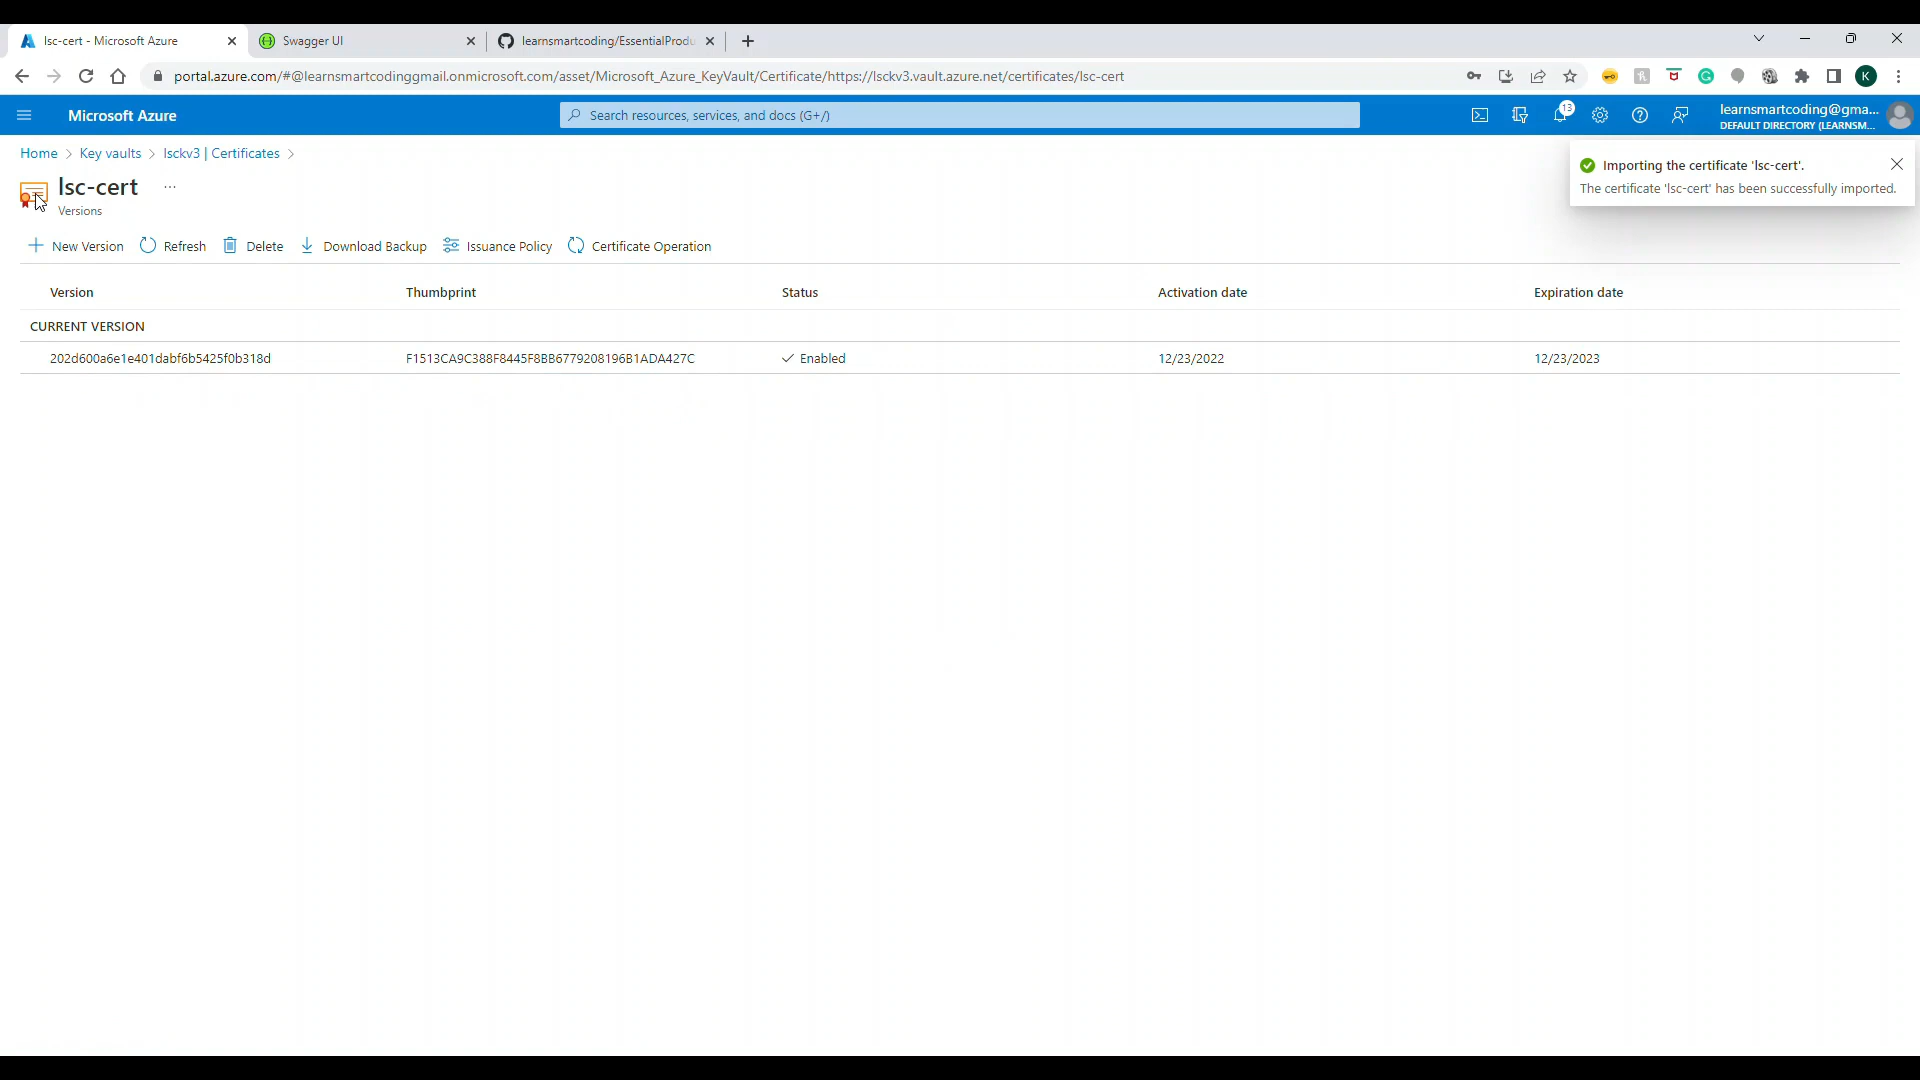 lsc-cert - Microsoft Azure
Swagger UI
learnsmartcoding/EssentialProdu
portal.azure.com/#@learnsmartcodinggmail.onmicrosoft.com/asset/Microsoft_Azure_KeyVault/Certificate/https://lsckv3.vault.azure.net/certificates/lsc-cert
K
Microsoft Azure
Search resources, services, and docs (G+/)
13
learnsmartcoding@gma...
DEFAULT DIRECTORY (LEARNSM...
Home > Key vaults > lsckv3 | Certificates >
lsc-cert ...
Versions
Importing the certificate 'lsc-cert'.
The certificate 'lsc-cert' has been successfully imported.
New Version Refresh Delete Download Backup Issuance Policy Certificate Operation
Version Thumbprint Status Activation date Expiration date
CURRENT VERSION
202d600a6e1e401dabf6b5425f0b318d F1513CA9C388F8445F8BB6779208196B1ADA427C Enabled 12/23/2022 12/23/2023